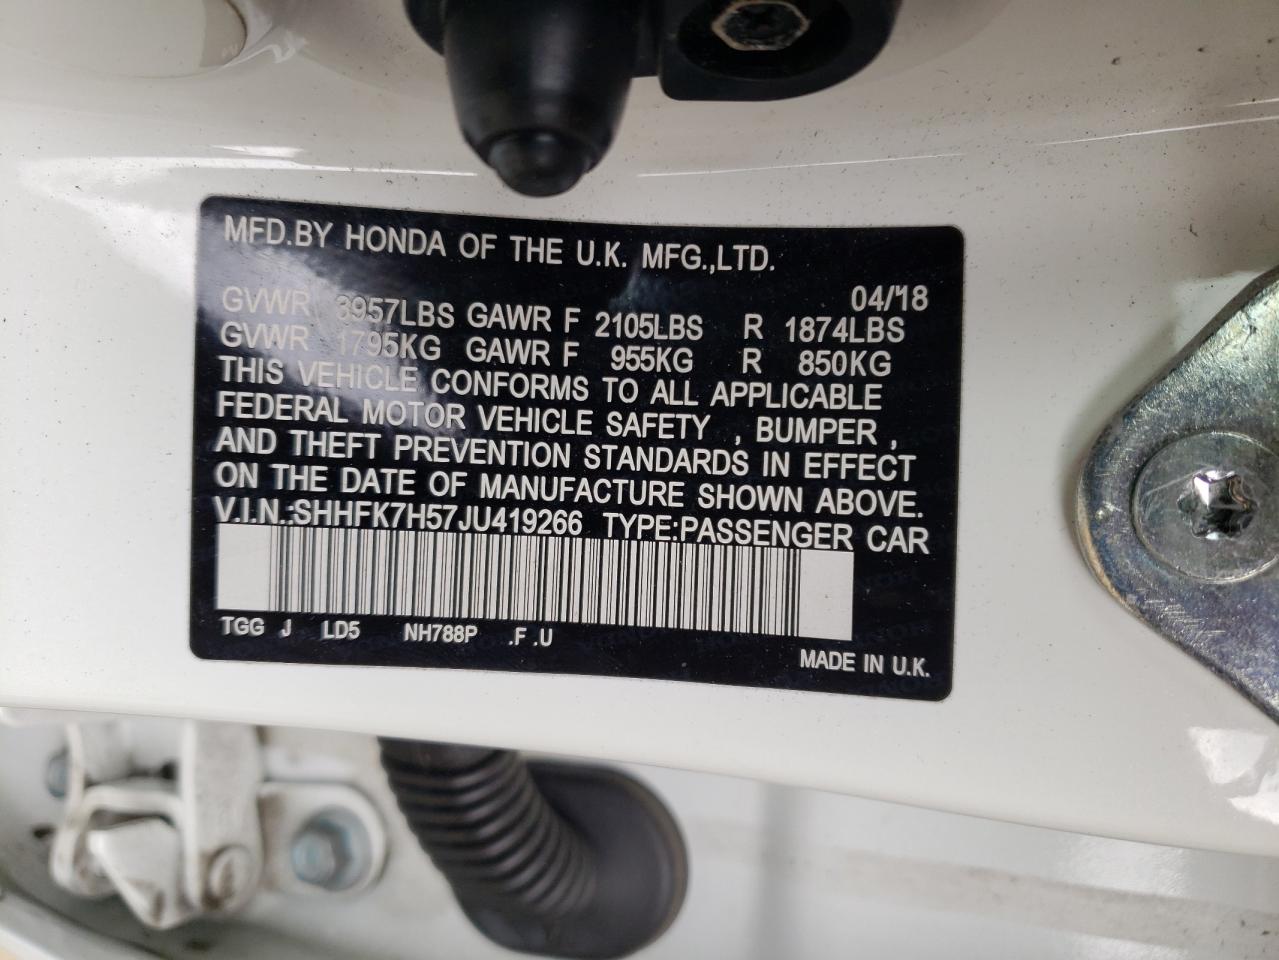 MFD.BY HONDA OF THE U.K. MFG.,LTD.
04/'18
GVWR 3957LBS GAWR F 2105LBS R 1874LBS
GVWR 1795KG GAWR F 955KG R 850KG
THIS VEHICLE CONFORMS TO ALL APPLICABLE
FEDERAL MOTOR VEHICLE SAFETY , BUMPER ,
AND THEFT PREVENTION STANDARDS IN EFFECT
ON THE DATE OF MANUFACTURE SHOWN ABOVE.
V.I.N.:SHHFK7H57JU419266 TYPE:PASSENGER CAR
TGG J LD5 NH788P .F .U
MADE IN U.K.